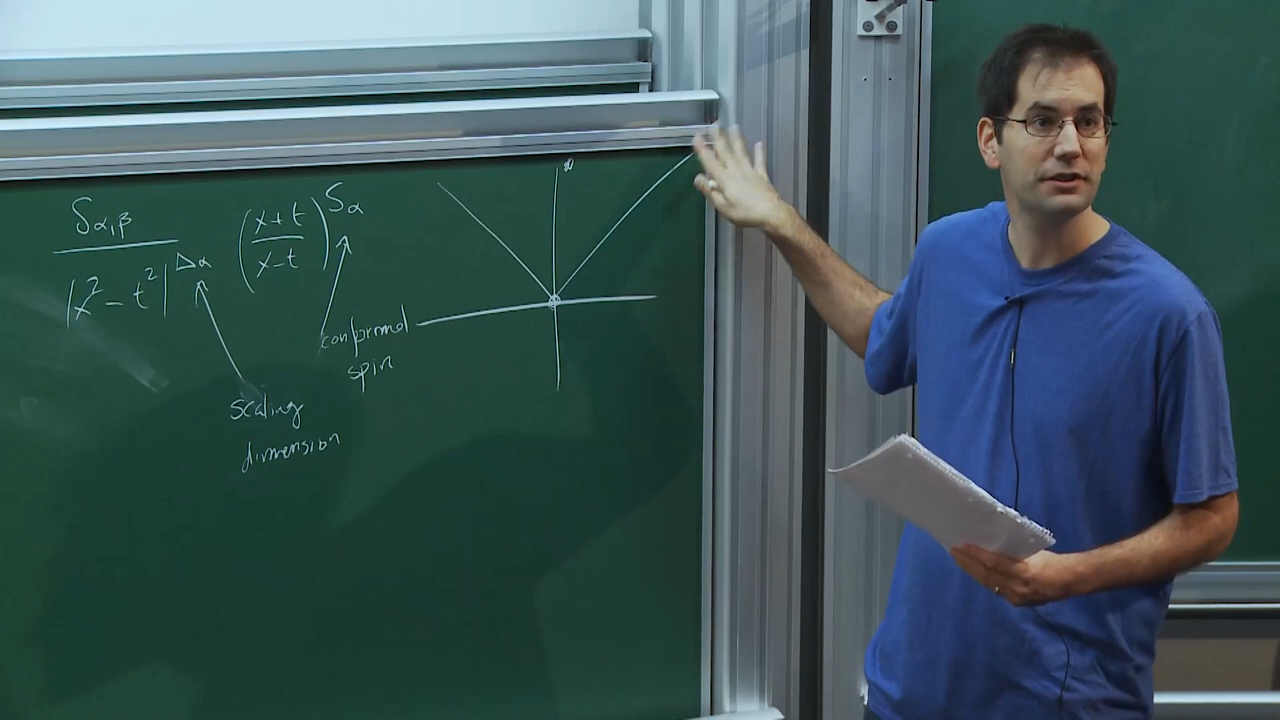 δα,β
|x² - t²|^Δα
(x+t / x-t)^Sα
conformal
spin
scaling
dimension